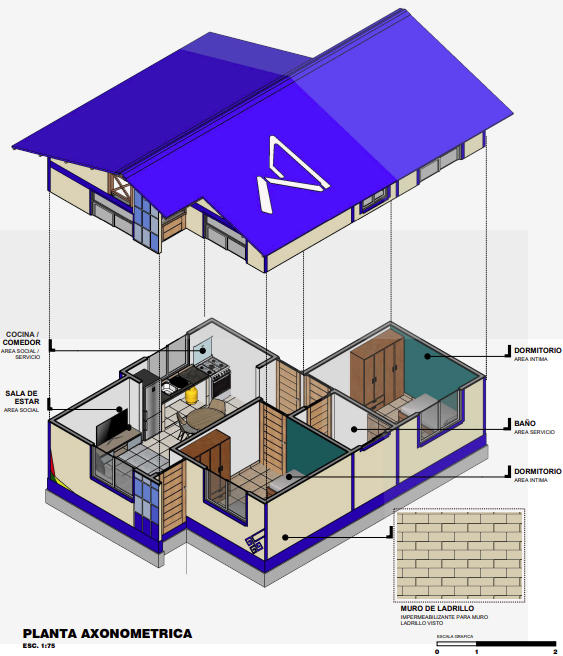 COCINA /
COMEDOR
AREA SOCIAL /
SERVICIO
SALA DE
ESTAR
AREA SOCIAL
DORMITORIO
AREA INTIMA
BAÑO
AREA SERVICIO
DORMITORIO
AREA INTIMA
MURO DE LADRILLO
IMPERMEABILIZANTE PARA MURO
LADRILLO VISTO
PLANTA AXONOMETRICA
ESC. 1:75
ESCALA GRAFICA
0 1 2